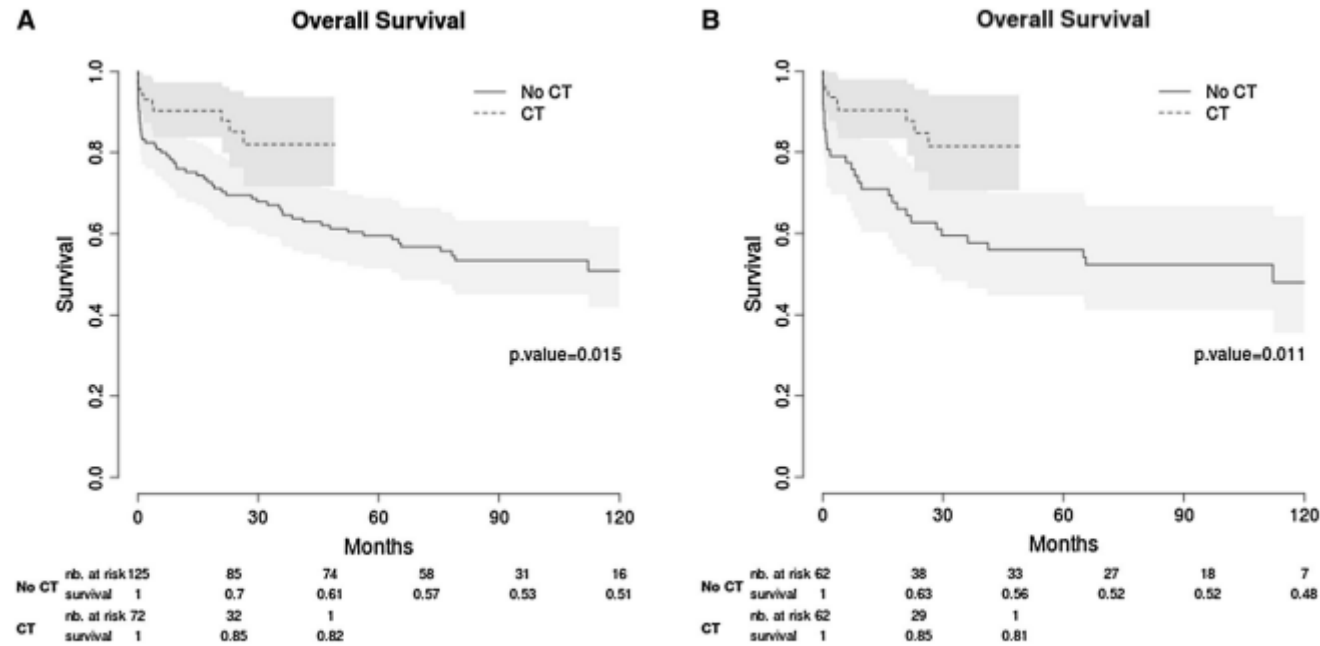 A
Overall Survival
No CT
CT
Survival
0.0 0.2 0.4 0.6 0.8 1.0
p.value=0.015
0 30 60 90 120
Months
No CT
nb. at risk 125 85 74 58 31 16
survival 1 0.7 0.61 0.57 0.53 0.51
CT
nb. at risk 72 32 1
survival 1 0.85 0.82
B
Overall Survival
No CT
CT
Survival
0.0 0.2 0.4 0.6 0.8 1.0
p.value=0.011
0 30 60 90 120
Months
No CT
nb. at risk 62 38 33 27 18 7
survival 1 0.63 0.56 0.52 0.52 0.48
CT
nb. at risk 62 29 1
survival 1 0.85 0.81